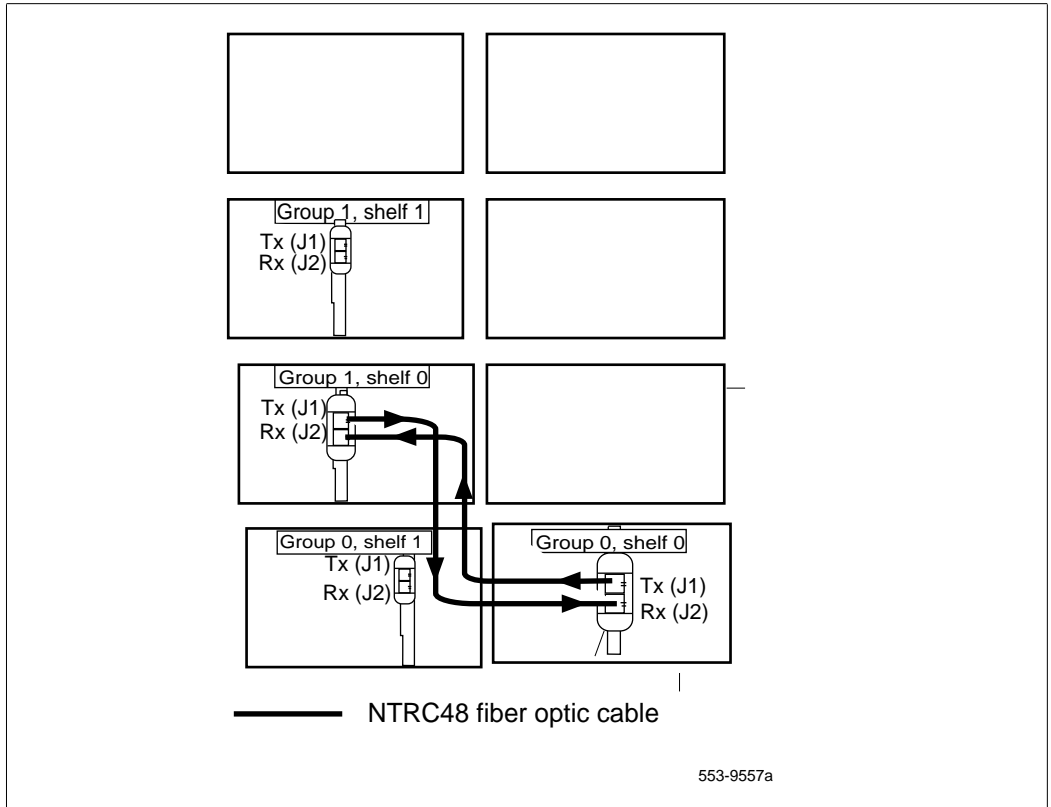 Group 1, shelf 1
Tx (J1)
Rx (J2)
Group 1, shelf 0
Tx (J1)
Rx (J2)
Group 0, shelf 1
Tx (J1)
Rx (J2)
Group 0, shelf 0
Tx (J1)
Rx (J2)
NTRC48 fiber optic cable
553-9557a